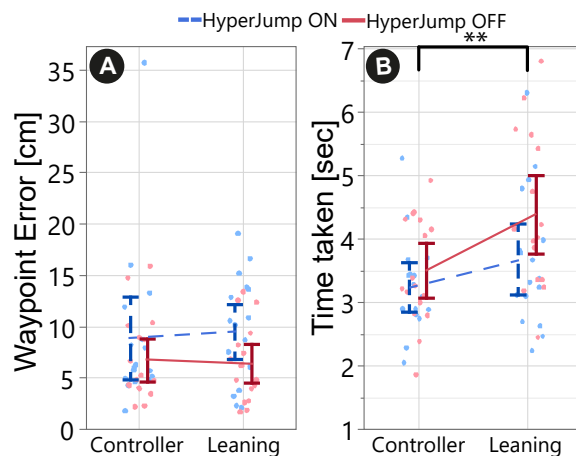 HyperJump ON HyperJump OFF
A
Waypoint Error [cm]
35
30
25
20
15
10
5
0
Controller Leaning
B
**
Time taken [sec]
7
6
5
4
3
2
1
Controller Leaning